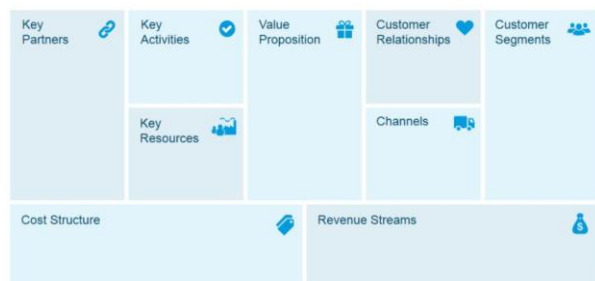 Key
Partners
Key
Activities
Value
Proposition
Customer
Relationships
Customer
Segments
Key
Resources
Channels
Cost Structure
Revenue Streams
$